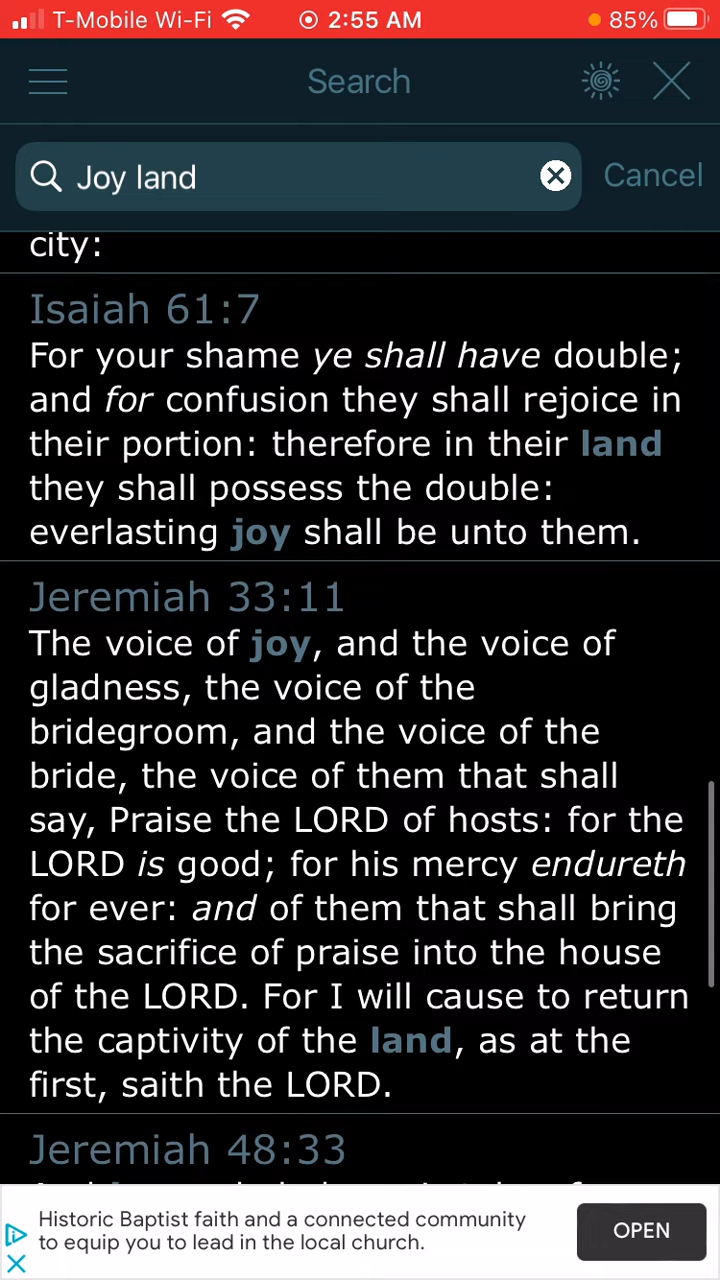 T-Mobile Wi-Fi 2:55 AM 85%
Search
Joy land Cancel
city:
Isaiah 61:7
For your shame ye shall have double;
and for confusion they shall rejoice in
their portion: therefore in their land
they shall possess the double:
everlasting joy shall be unto them.
Jeremiah 33:11
The voice of joy, and the voice of
gladness, the voice of the
bridegroom, and the voice of the
bride, the voice of them that shall
say, Praise the LORD of hosts: for the
LORD is good; for his mercy endureth
for ever: and of them that shall bring
the sacrifice of praise into the house
of the LORD. For I will cause to return
the captivity of the land, as at the
first, saith the LORD.
Jeremiah 48:33
Historic Baptist faith and a connected community
to equip you to lead in the local church.
OPEN